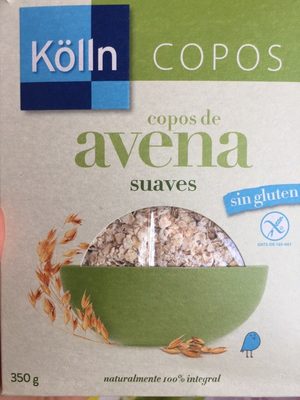 Kölln
COPOS
copos de
avena
suaves
sin gluten
350 g
naturalmente 100% integral